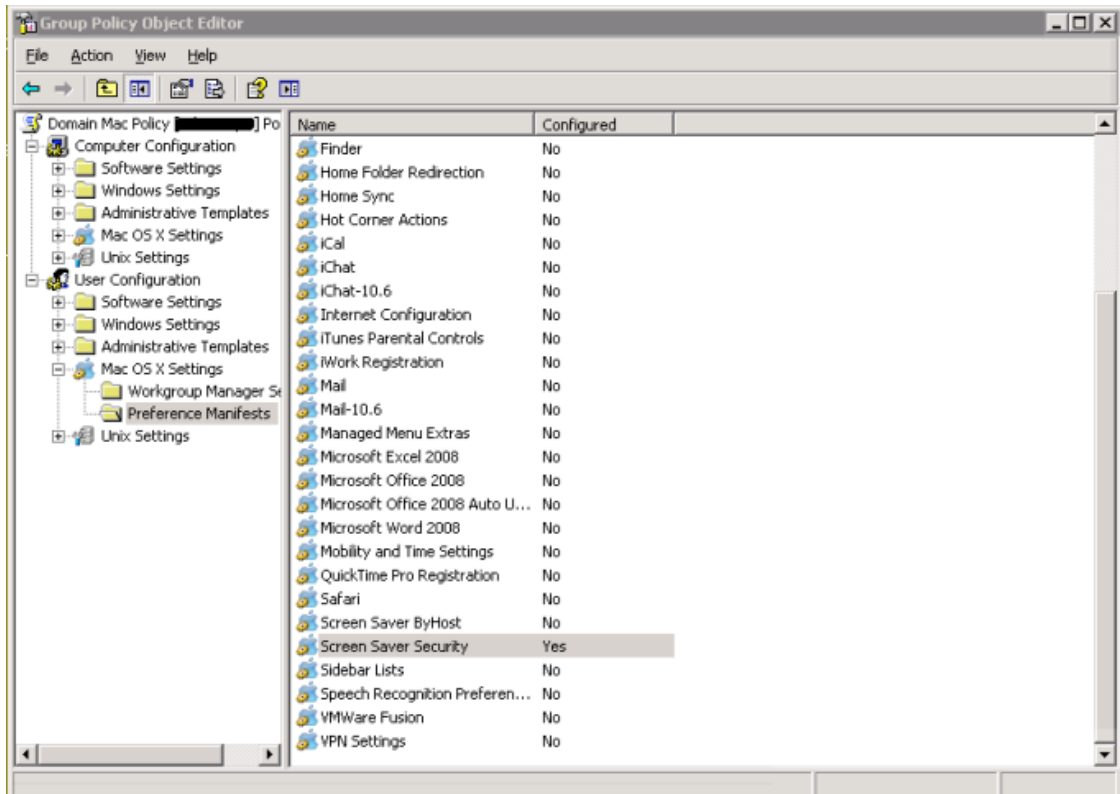 Group Policy Object Editor
File Action View Help
Domain Mac Policy [ ] Po
Computer Configuration
Software Settings
Windows Settings
Administrative Templates
Mac OS X Settings
Unix Settings
User Configuration
Software Settings
Windows Settings
Administrative Templates
Mac OS X Settings
Workgroup Manager Se
Preference Manifests
Unix Settings
Name Configured
Finder No
Home Folder Redirection No
Home Sync No
Hot Corner Actions No
iCal No
iChat No
iChat-10.6 No
Internet Configuration No
iTunes Parental Controls No
iWork Registration No
Mail No
Mail-10.6 No
Managed Menu Extras No
Microsoft Excel 2008 No
Microsoft Office 2008 No
Microsoft Office 2008 Auto U... No
Microsoft Word 2008 No
Mobility and Time Settings No
QuickTime Pro Registration No
Safari No
Screen Saver ByHost No
Screen Saver Security Yes
Sidebar Lists No
Speech Recognition Preferen... No
VMWare Fusion No
VPN Settings No